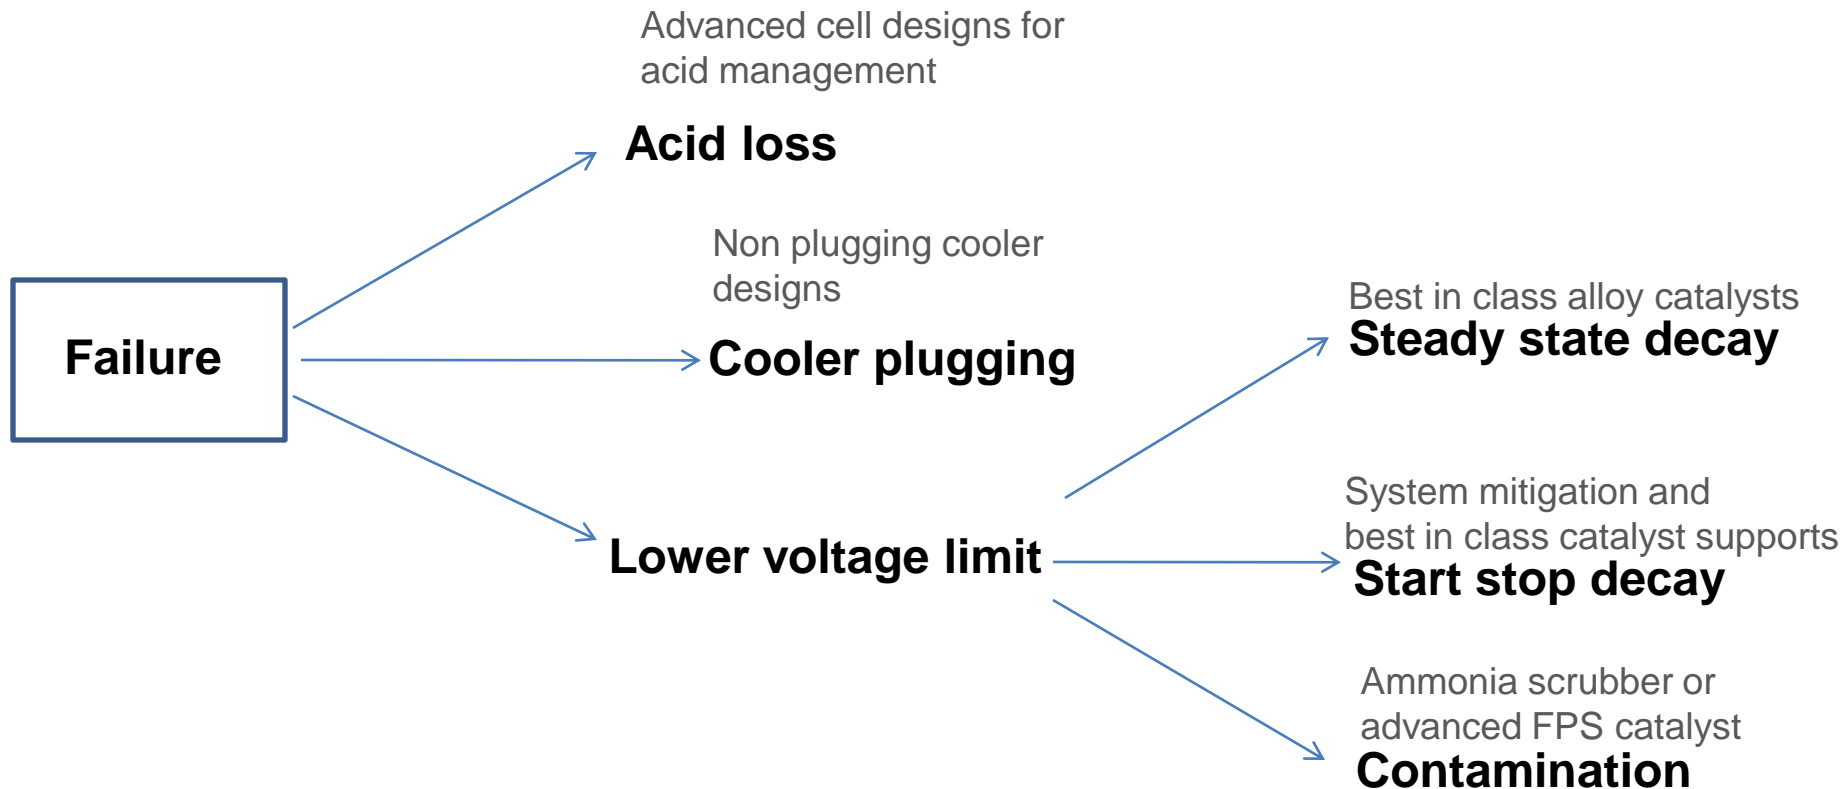 Advanced cell designs for
acid management
Acid loss
Non plugging cooler
designs
Cooler plugging
Failure
Lower voltage limit
Best in class alloy catalysts
Steady state decay
System mitigation and
best in class catalyst supports
Start stop decay
Ammonia scrubber or
advanced FPS catalyst
Contamination